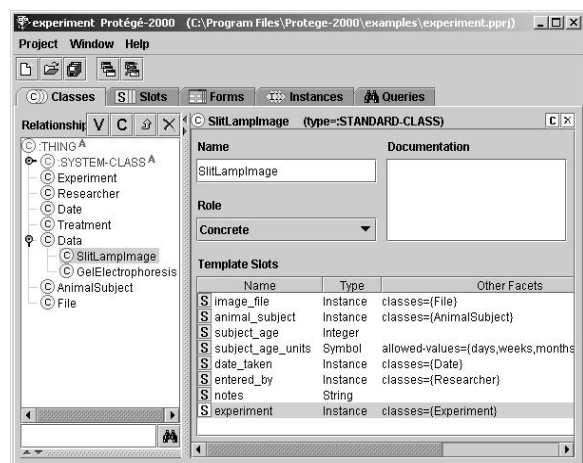 experiment Protégé-2000 (C:\Program Files\Protege-2000\examples\experiment.pprj)
Project Window Help
C Classes S Slots Forms Instances Queries
Relationship V C
C :THING A
C :SYSTEM-CLASS A
C Experiment
C Researcher
C Date
C Treatment
C Data
C SlitLampImage
C GelElectrophoresis
C AnimalSubject
C File
C SlitLampImage (type=:STANDARD-CLASS) C X
Name Documentation
SlitLampImage
Role
Concrete
Template Slots
Name Type Other Facets
S image_file Instance classes={File}
S animal_subject Instance classes={AnimalSubject}
S subject_age Integer
S subject_age_units Symbol allowed-values={days,weeks,months
S date_taken Instance classes={Date}
S entered_by Instance classes={Researcher}
S notes String
S experiment Instance classes={Experiment}